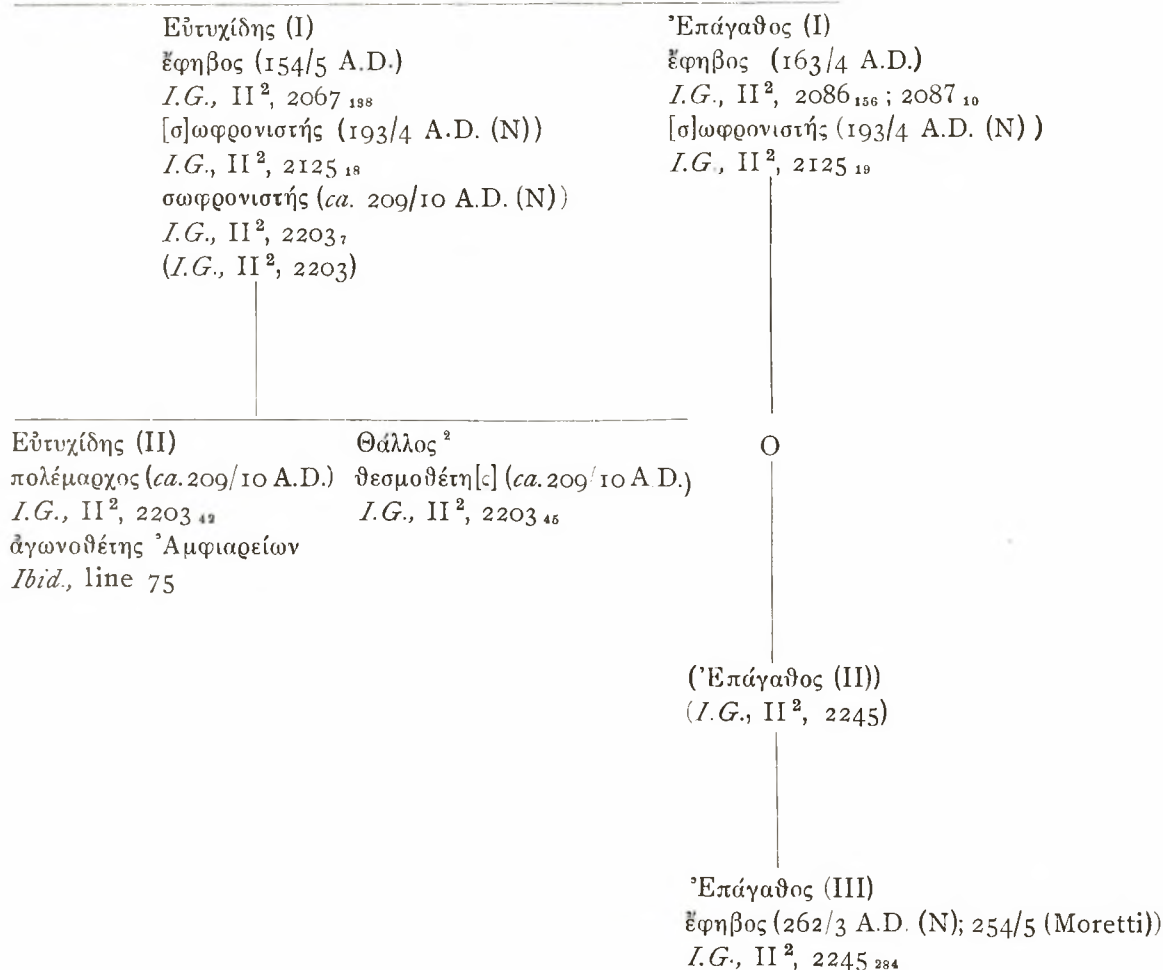 Εὐτυχίδης (I)
ἔφηβος (154/5 A.D.)
I.G., II², 2067 188
[σ]ωφρονιστής (193/4 A.D. (N))
I.G., II², 2125 18
σωφρονιστής (ca. 209/10 A.D. (N))
I.G., II², 2203 7
(I.G., II², 2203)
Ἐπάγαθος (I)
ἔφηβος (163/4 A.D.)
I.G., II², 2086 156; 2087 10
[σ]ωφρονιστής (193/4 A.D. (N))
I.G., II², 2125 19
Εὐτυχίδης (II)
πολέμαρχος (ca. 209/10 A.D.)
I.G., II², 2203 42
ἀγωνοθέτης Ἀμφιαρείων
Ibid., line 75
Θάλλος ²
θεσμοθέτη[ς] (ca. 209/10 A.D.)
I.G., II², 2203 45
O
(Ἐπάγαθος (II))
(I.G., II², 2245)
Ἐπάγαθος (III)
ἔφηβος (262/3 A.D. (N); 254/5 (Moretti))
I.G., II², 2245 284